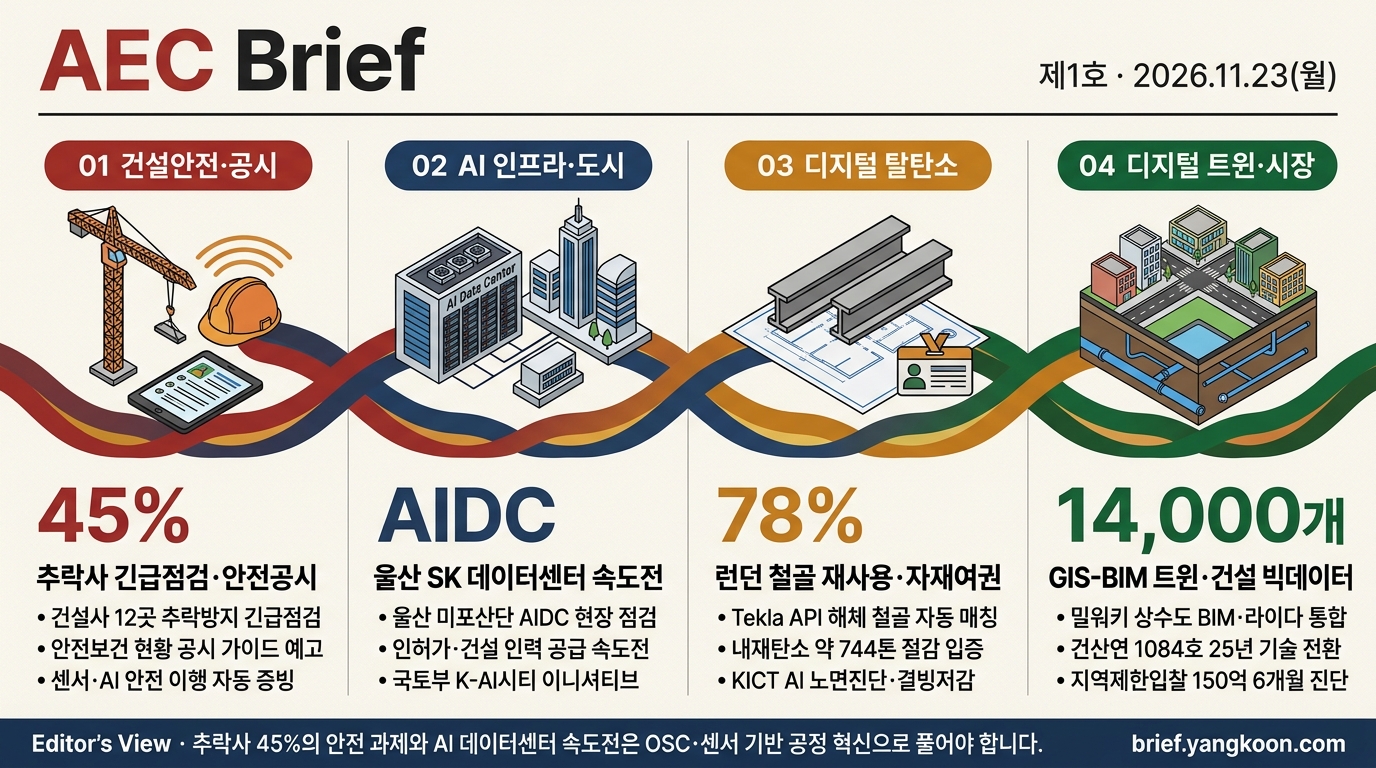 AEC Brief
제1호 · 2026.11.23(월)
01 건설안전·공시
02 AI 인프라·도시
03 디지털 탈탄소
04 디지털 트윈·시장
AI Data Cantor
45%
추락사 긴급점검·안전공시
• 건설사 12곳 추락방지 긴급점검
• 안전보건 현황 공시 가이드 예고
• 센서·AI 안전 이행 자동 증빙
AIDC
울산 SK 데이터센터 속도전
• 울산 미포산단 AIDC 현장 점검
• 인허가·건설 인력 공급 속도전
• 국토부 K-AI시티 이니셔티브
78%
런던 철골 재사용·자재여권
• Tekla API 해체 철골 자동 매칭
• 내재탄소 약 744톤 절감 입증
• KICT AI 노면진단·결빙저감
14,000개
GIS-BIM 트윈·건설 빅데이터
• 밀워키 상수도 BIM·라이다 통합
• 건산연 1084호 25년 기술 전환
• 지역제한입찰 150억 6개월 진단
Editor's View · 추락사 45%의 안전 과제와 AI 데이터센터 속도전은 OSC·센서 기반 공정 혁신으로 풀어야 합니다.
brief.yangkoon.com